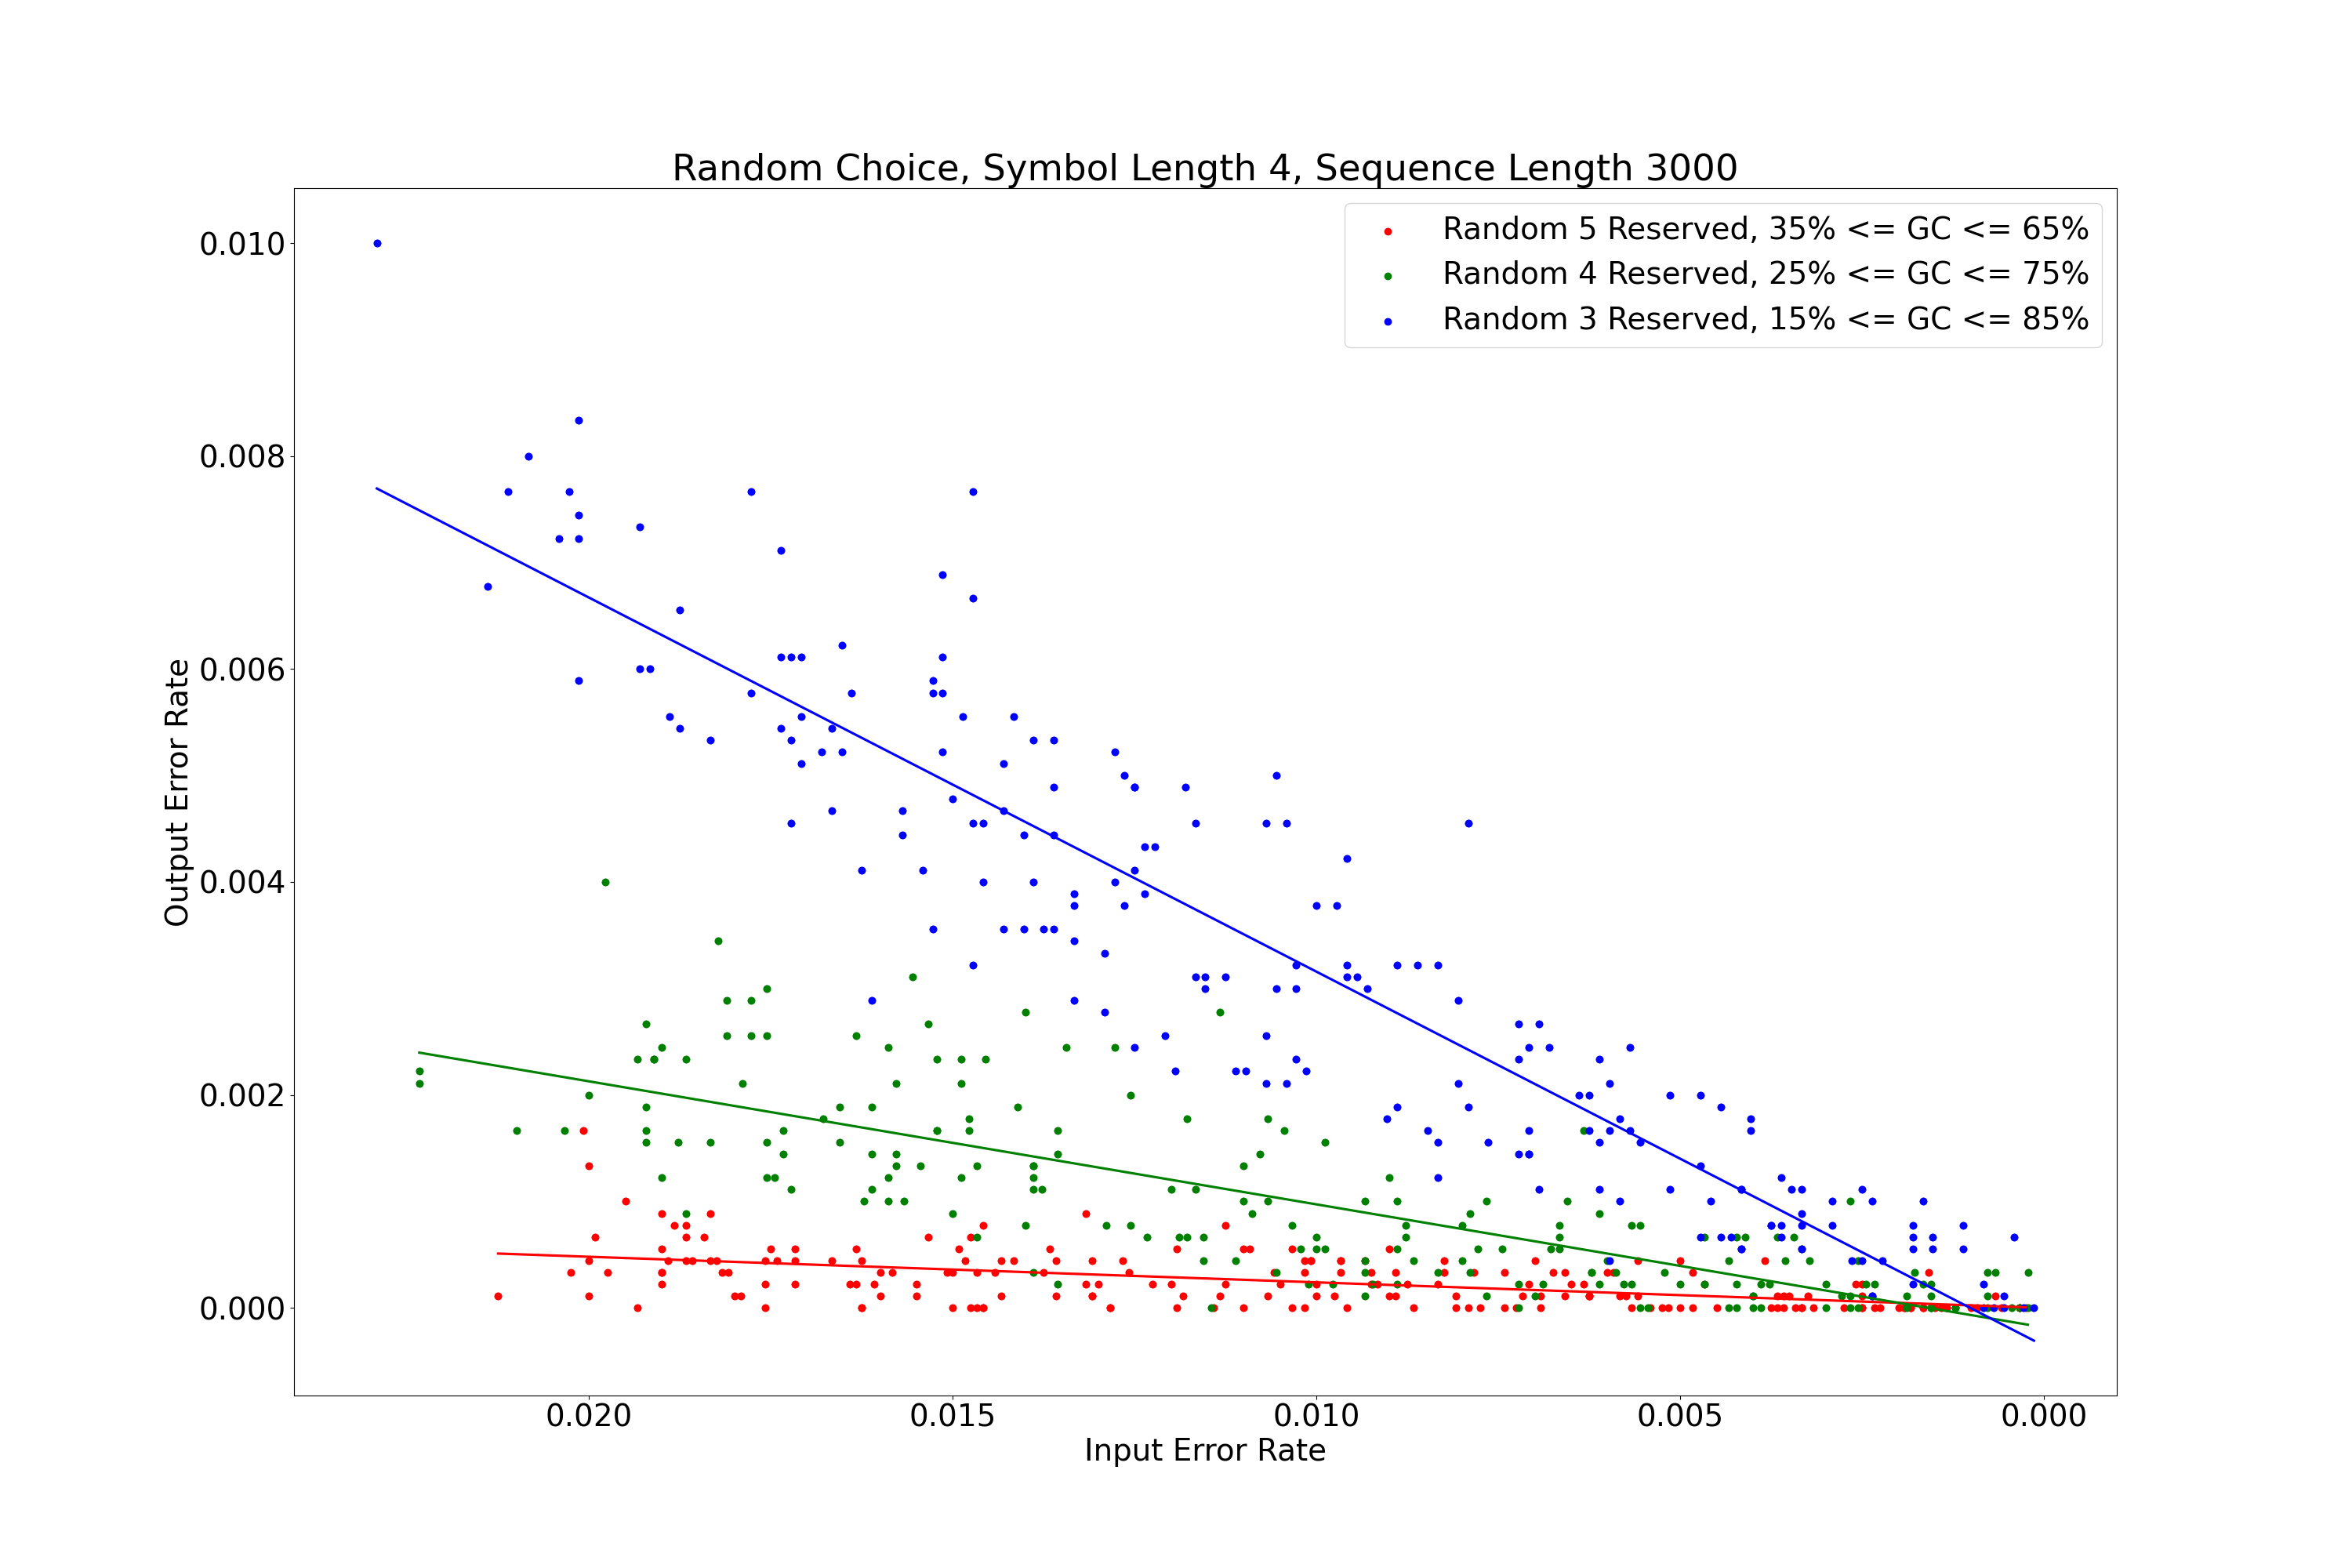 Random Choice, Symbol Length 4, Sequence Length 3000
Random 5 Reserved, 35% <= GC <= 65%
Random 4 Reserved, 25% <= GC <= 75%
Random 3 Reserved, 15% <= GC <= 85%
Output Error Rate
0.010
0.008
0.006
0.004
0.002
0.000
0.020 0.015 0.010 0.005 0.000
Input Error Rate